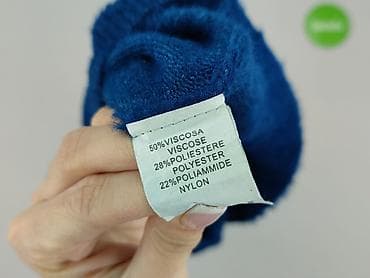 50%VISCOSA
VISCOSE
28%POLIESTERE
POLYESTER
22%POLIAMMIDE
NYLON